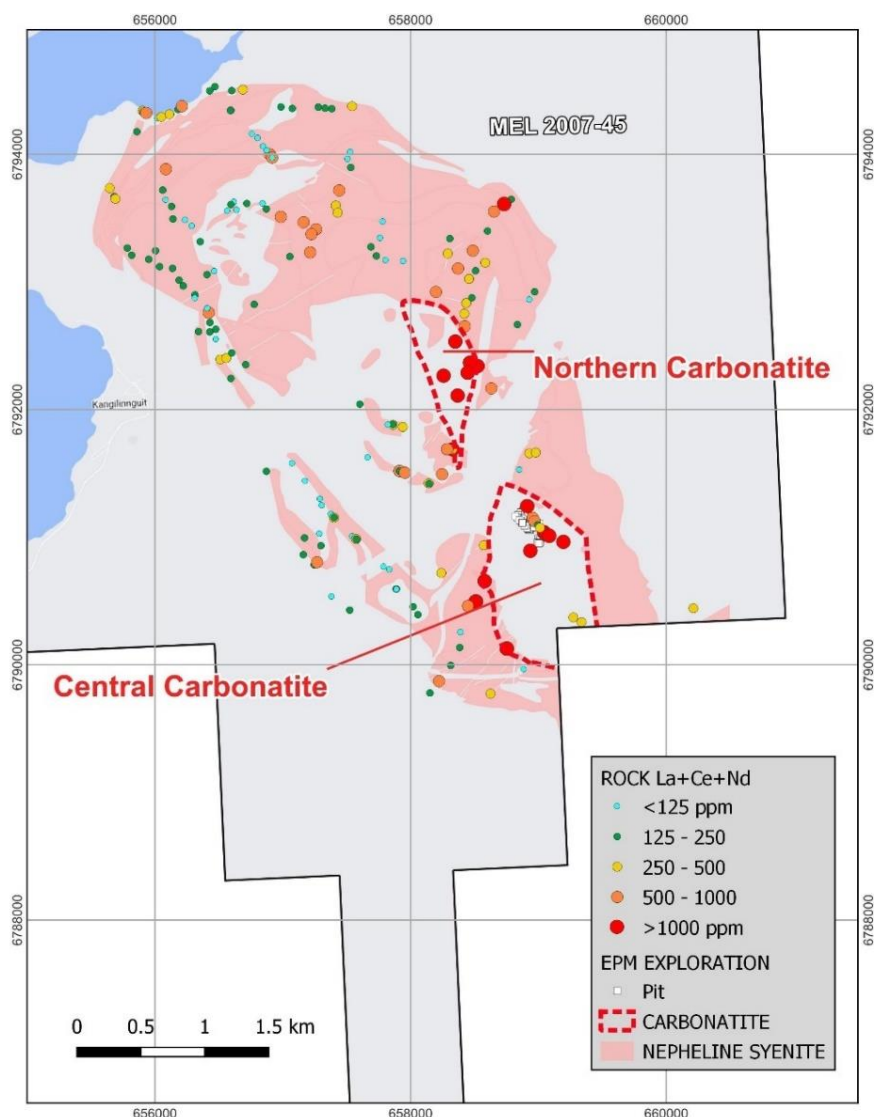 656000 658000 660000
MEL 2007-45
6794000 6794000
Northern Carbonatite
Kangilinnguit
6792000 6792000
6790000 6790000
Central Carbonatite
ROCK La+Ce+Nd
<125 ppm
125 - 250
250 - 500
500 - 1000
>1000 ppm
EPM EXPLORATION
Pit
CARBONATITE
NEPHELINE SYENITE
6788000 6788000
0 0.5 1 1.5 km
656000 658000 660000